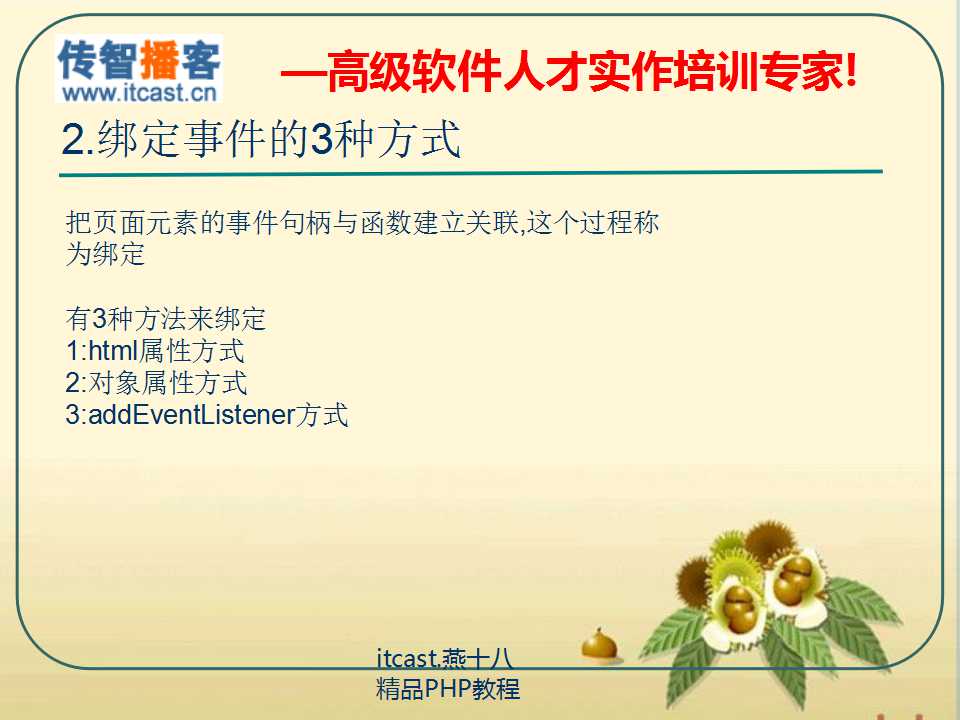 传智播客
www.itcast.cn
—高级软件人才实作培训专家!
2.绑定事件的3种方式
把页面元素的事件句柄与函数建立关联,这个过程称
为绑定
有3种方法来绑定
1:html属性方式
2:对象属性方式
3:addEventListener方式
itcast.燕十八
精品PHP教程